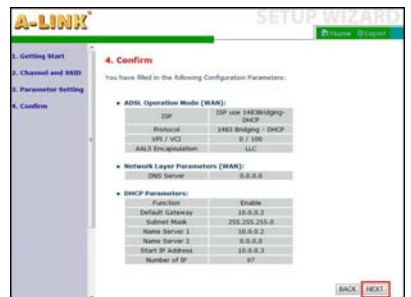 A-LINK
SETUP WIZARD
Home Logout
1. Getting Start
2. Channel and SSID
3. Parameter Setting
4. Confirm
4. Confirm
You have filled in the following Configuration Parameters:
ADSL Operation Mode (WAN):
ISP ISP use 1483Bridging-
DHCP
Protocol 1483 Bridging - DHCP
VPI / VCI 0 / 100
AAL5 Encapsulation LLC
Network Layer Parameters (WAN):
DNS Server 0.0.0.0
DHCP Parameters:
Function Enable
Default Gateway 10.0.0.2
Subnet Mask 255.255.255.0
Name Server 1 10.0.0.2
Name Server 2 0.0.0.0
Start IP Address 10.0.0.3
Number of IP 97
BACK NEXT